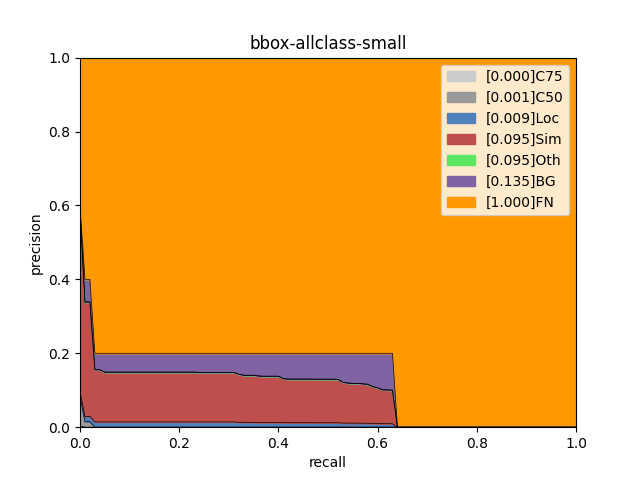 bbox-allclass-small
1.0
0.8
0.6
0.4
0.2
0.0
precision
[0.000]C75
[0.001]C50
[0.009]Loc
[0.095]Sim
[0.095]Oth
[0.135]BG
[1.000]FN
0.0 0.2 0.4 0.6 0.8 1.0
recall